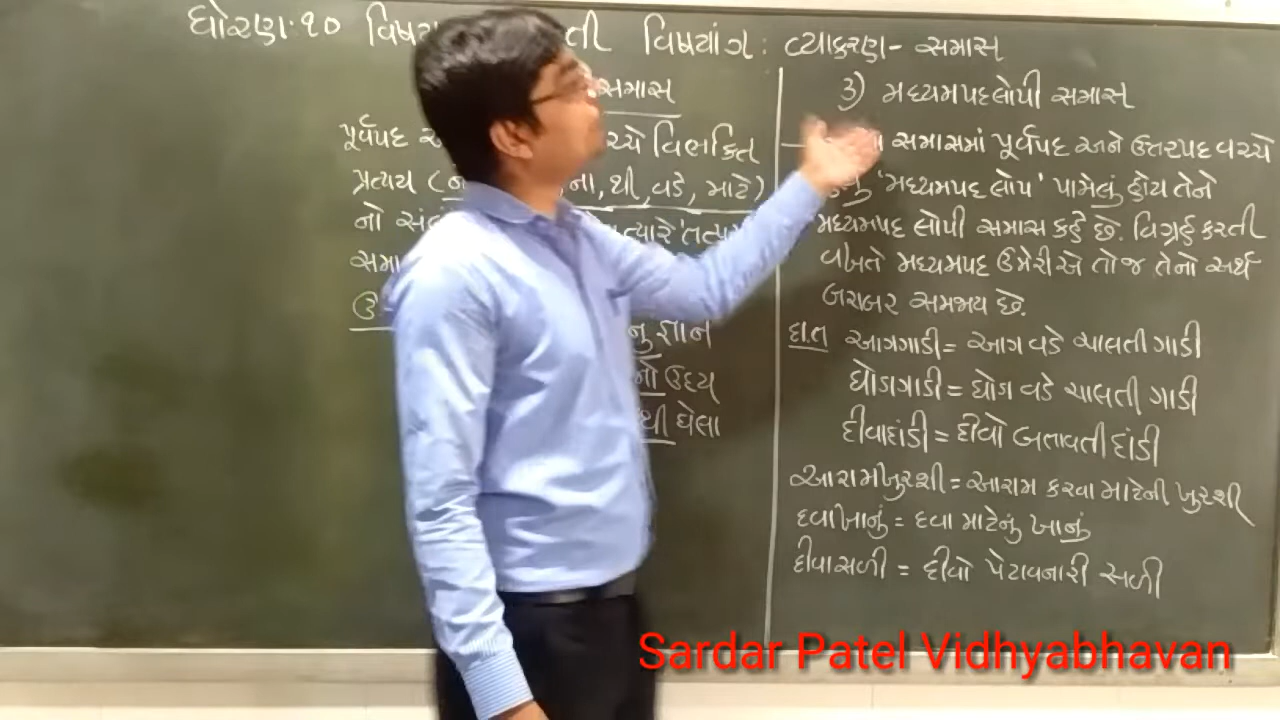 ધોરણ:૧૦ વિષય તી વિષયાંગ: વ્યાકરણ- સમાસ
સમાસ
પૂર્વપદ ચ્ચે વિભક્તિ
પ્રત્યય ( ના, થી, વડે, માટે)
નો સંબં ત્યારે 'તત્પ
સમા
ઉ-
નુ જ્ઞાન
નો ઉદય
થી ઘેલા
૩) મધ્યમપદલોપી સમાસ
સમાસમાં પૂર્વપદ અને ઉત્તરપદ વચ્ચે
'મધ્યમપદ લોપ' પામેલું હોય તેને
મધ્યમપદ લોપી સમાસ કહે છે. વિગ્રહ કરતી
વખતે મધ્યમપદ ઉમેરીએ તોજ તેનો અર્થ
બરાબર સમજાય છે.
દા.ત આગગાડી = આગ વડે ચાલતી ગાડી
ઘોડાગાડી = ઘોડા વડે ચાલતી ગાડી
દીવાદાંડી = દીવો બતાવતી દાંડી
આરામખુરશી = આરામ કરવા માટેની ખુરશી
દવાખાનું = દવા માટેનું ખાનું
દીવાસળી = દીવો પેટાવનારી સળી
Sardar Patel Vidhyabhavan